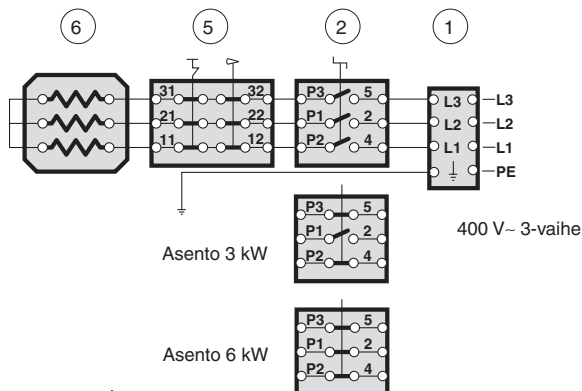 6 5 2 1
31 32 P3 5 L3 L3
21 22 P1 2 L2 L2
11 12 P2 4 L1 L1
PE
P3 5
P1 2
P2 4
Asento 3 kW
400 V~ 3-vaihe
P3 5
P1 2
P2 4
Asento 6 kW